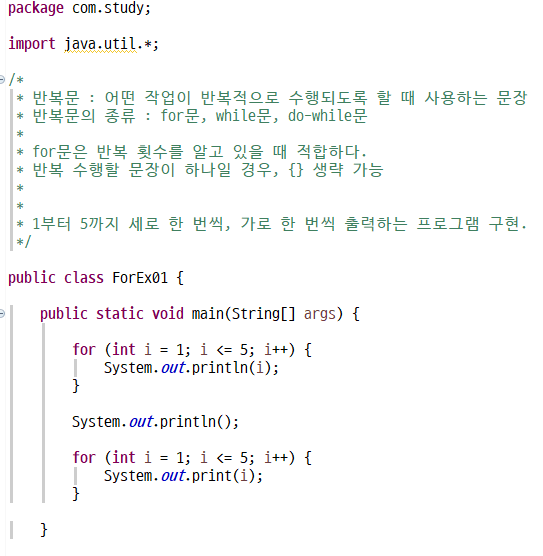 package com.study;
import java.util.*;
/*
* 반복문 : 어떤 작업이 반복적으로 수행되도록 할 때 사용하는 문장
* 반복문의 종류 : for문, while문, do-while문
*
* for문은 반복 횟수를 알고 있을 때 적합하다.
* 반복 수행할 문장이 하나일 경우, {} 생략 가능
*
*
* 1부터 5까지 세로 한 번씩, 가로 한 번씩 출력하는 프로그램 구현.
*/
public class ForEx01 {
public static void main(String[] args) {
for (int i = 1; i <= 5; i++) {
System.out.println(i);
}
System.out.println();
for (int i = 1; i <= 5; i++) {
System.out.print(i);
}
}